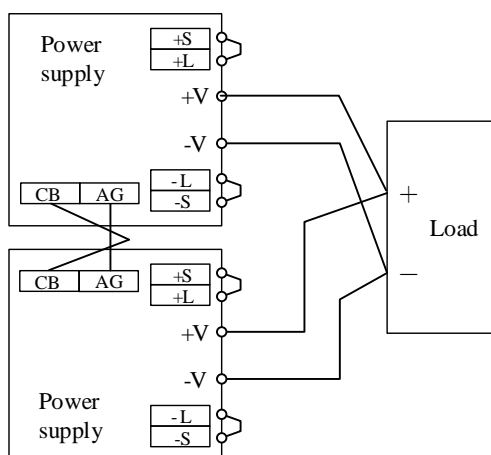 Power
supply
+S
+L
+V
-V
-L
-S
CB AG
+
Load
−
CB AG
+S
+L
+V
-V
Power
supply
-L
-S